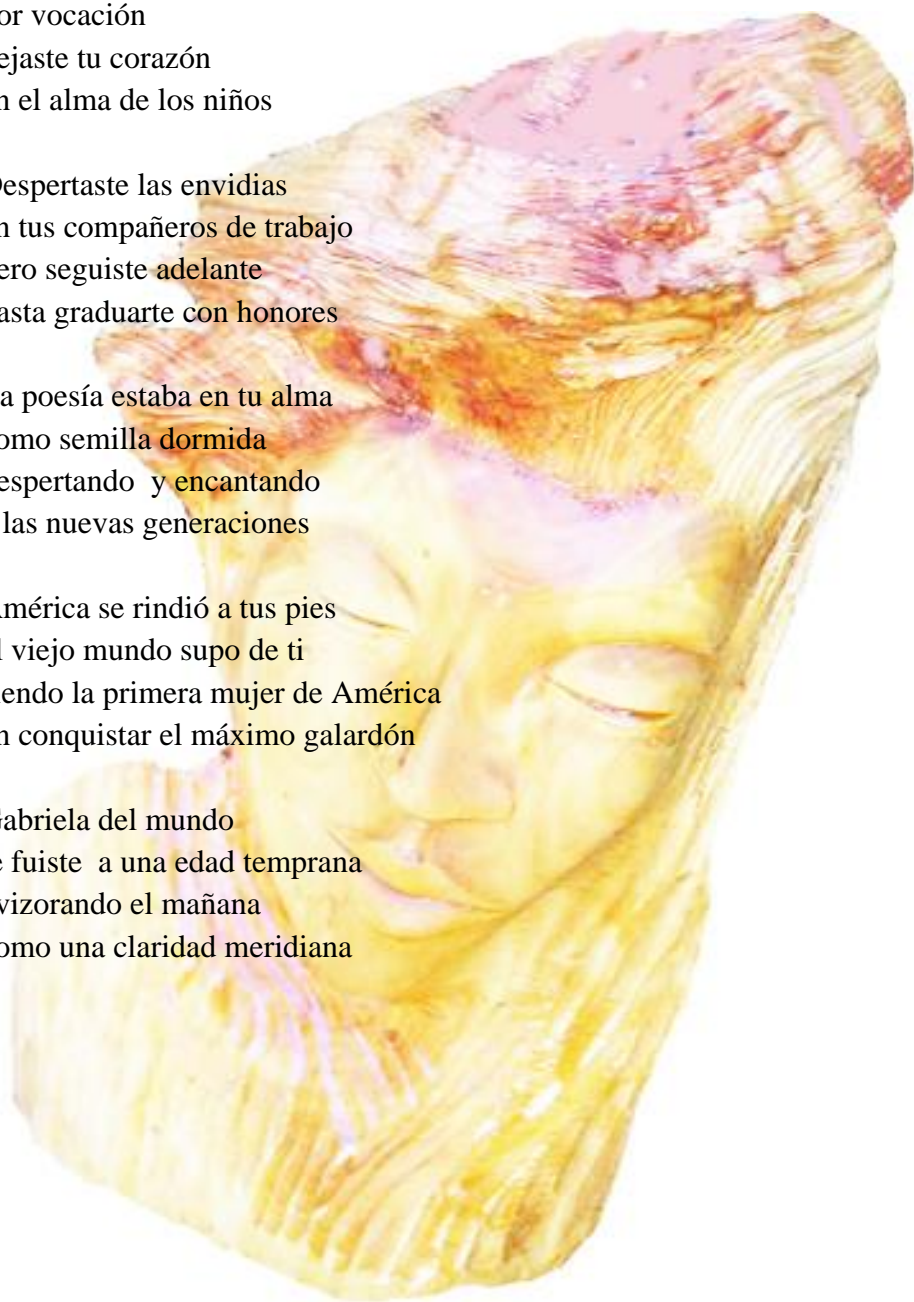 or vocación
ejaste tu corazón
n el alma de los niños
Despertaste las envidias
n tus compañeros de trabajo
ero seguiste adelante
asta graduarte con honores
a poesía estaba en tu alma
omo semilla dormida
espertando y encantando
las nuevas generaciones
América se rindió a tus pies
l viejo mundo supo de ti
iendo la primera mujer de América
n conquistar el máximo galardón
Gabriela del mundo
e fuiste a una edad temprana
vizorando el mañana
omo una claridad meridiana